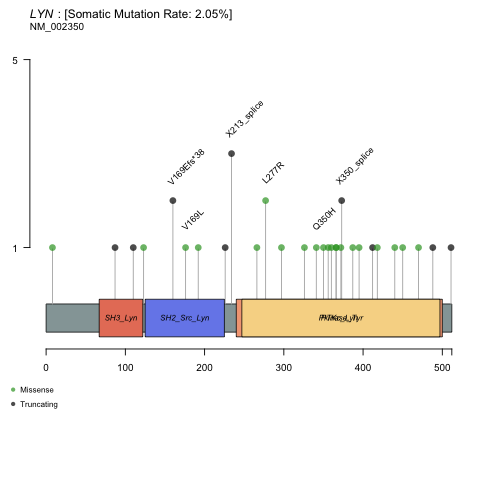 LYN : [Somatic Mutation Rate: 2.05%]
NM_002350
5
X213_splice
V169Efs*38
L277R
X350_splice
V169L
Q350H
1
SH3_Lyn
SH2_Src_Lyn
0
100
200
300
400
500
Missense
Truncating